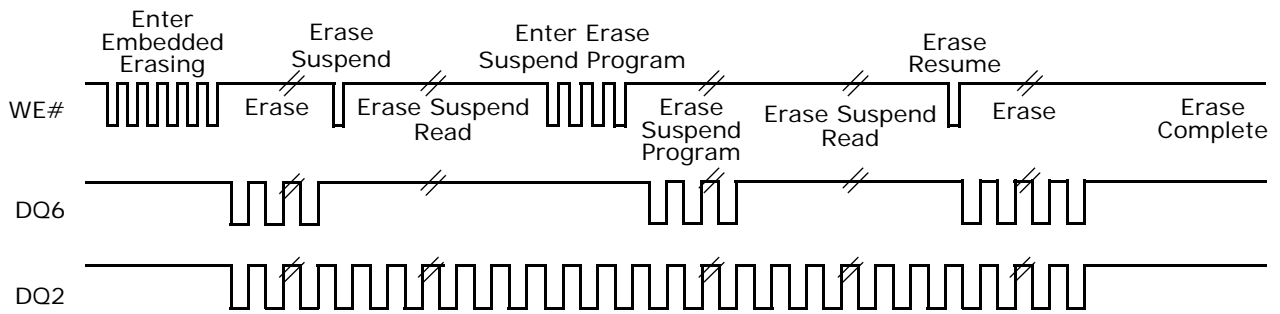 Enter
Embedded
Erasing
Erase
Suspend
Enter Erase
Suspend Program
Erase
Resume
WE#
Erase
Erase Suspend
Read
Erase
Suspend
Program
Erase Suspend
Read
Erase
Erase
Complete
DQ6
DQ2